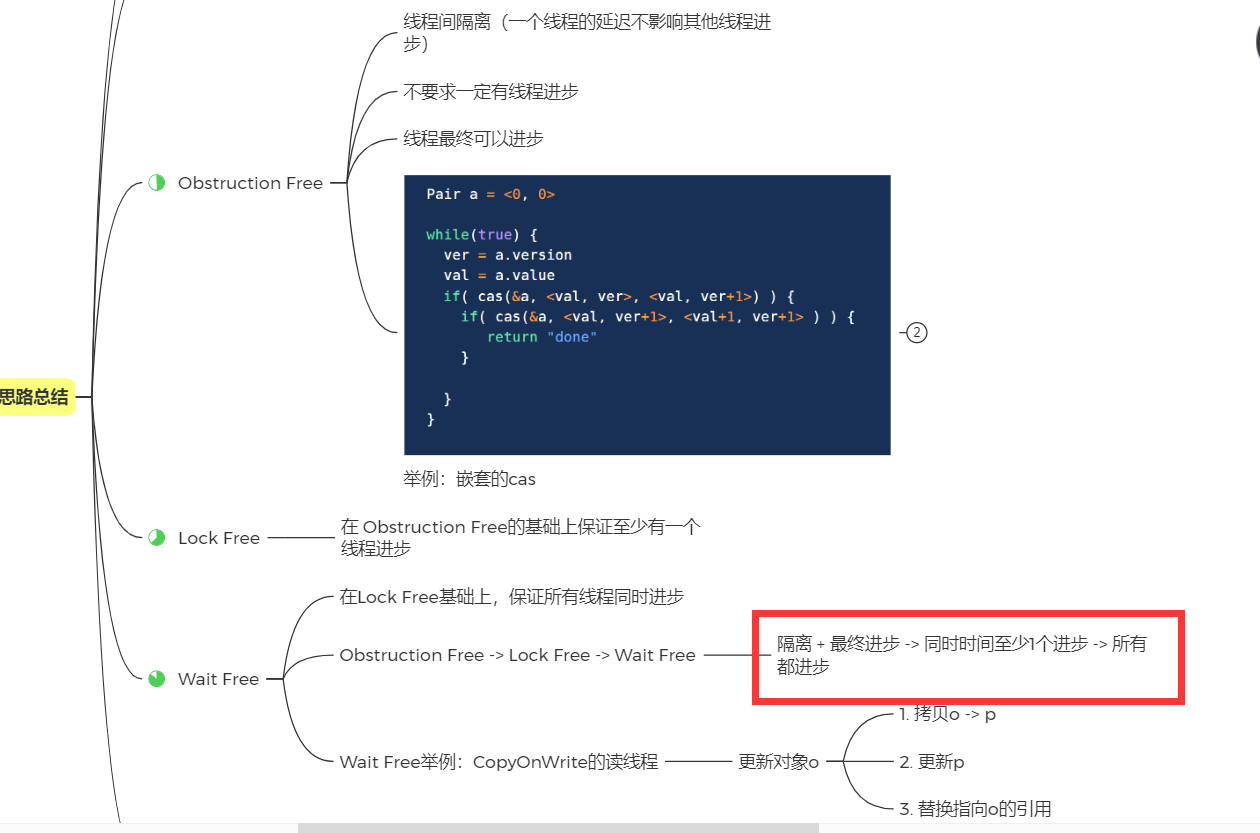 线程间隔离（一个线程的延迟不影响其他线程进
步）
不要求一定有线程进步
线程最终可以进步
Obstruction Free
Pair a = <0, 0>
while(true) {
ver = a.version
val = a.value
if( cas(&a, <val, ver>, <val, ver+1>) ) {
if( cas(&a, <val, ver+1>, <val+1, ver+1> ) ) {
return "done"
}
}
}
②
举例：嵌套的cas
思路总结
Lock Free
在 Obstruction Free的基础上保证至少有一个
线程进步
Wait Free
在Lock Free基础上，保证所有线程同时进步
Obstruction Free -> Lock Free -> Wait Free
隔离 + 最终进步 -> 同时时间至少1个进步 -> 所有
都进步
Wait Free举例：CopyOnWrite的读线程
更新对象o
1. 拷贝o -> p
2. 更新p
3. 替换指向o的引用